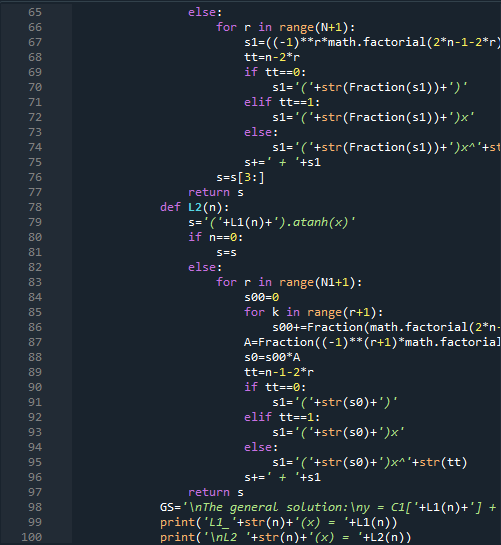 65 else:
66 for r in range(N+1):
67 s1=((-1)**r*math.factorial(2*n-1-2*r)
68 tt=n-2*r
69 if tt==0:
70 s1='('+str(Fraction(s1))+')'
71 elif tt==1:
72 s1='('+str(Fraction(s1))+')x'
73 else:
74 s1='('+str(Fraction(s1))+')x^'+st
75 s+=' + '+s1
76 s=s[3:]
77 return s
78 def L2(n):
79 s='('+L1(n)+').atanh(x)'
80 if n==0:
81 s=s
82 else:
83 for r in range(N1+1):
84 s00=0
85 for k in range(r+1):
86 s00+=Fraction(math.factorial(2*n-
87 A=Fraction((-1)**(r+1)*math.factorial
88 s0=s00*A
89 tt=n-1-2*r
90 if tt==0:
91 s1='('+str(s0)+')'
92 elif tt==1:
93 s1='('+str(s0)+')x'
94 else:
95 s1='('+str(s0)+')x^'+str(tt)
96 s+=' + '+s1
97 return s
98 GS='\nThe general solution:\ny = C1['+L1(n)+'] +
99 print('L1_'+str(n)+'(x) = '+L1(n))
100 print('\nL2_'+str(n)+'(x) = '+L2(n))